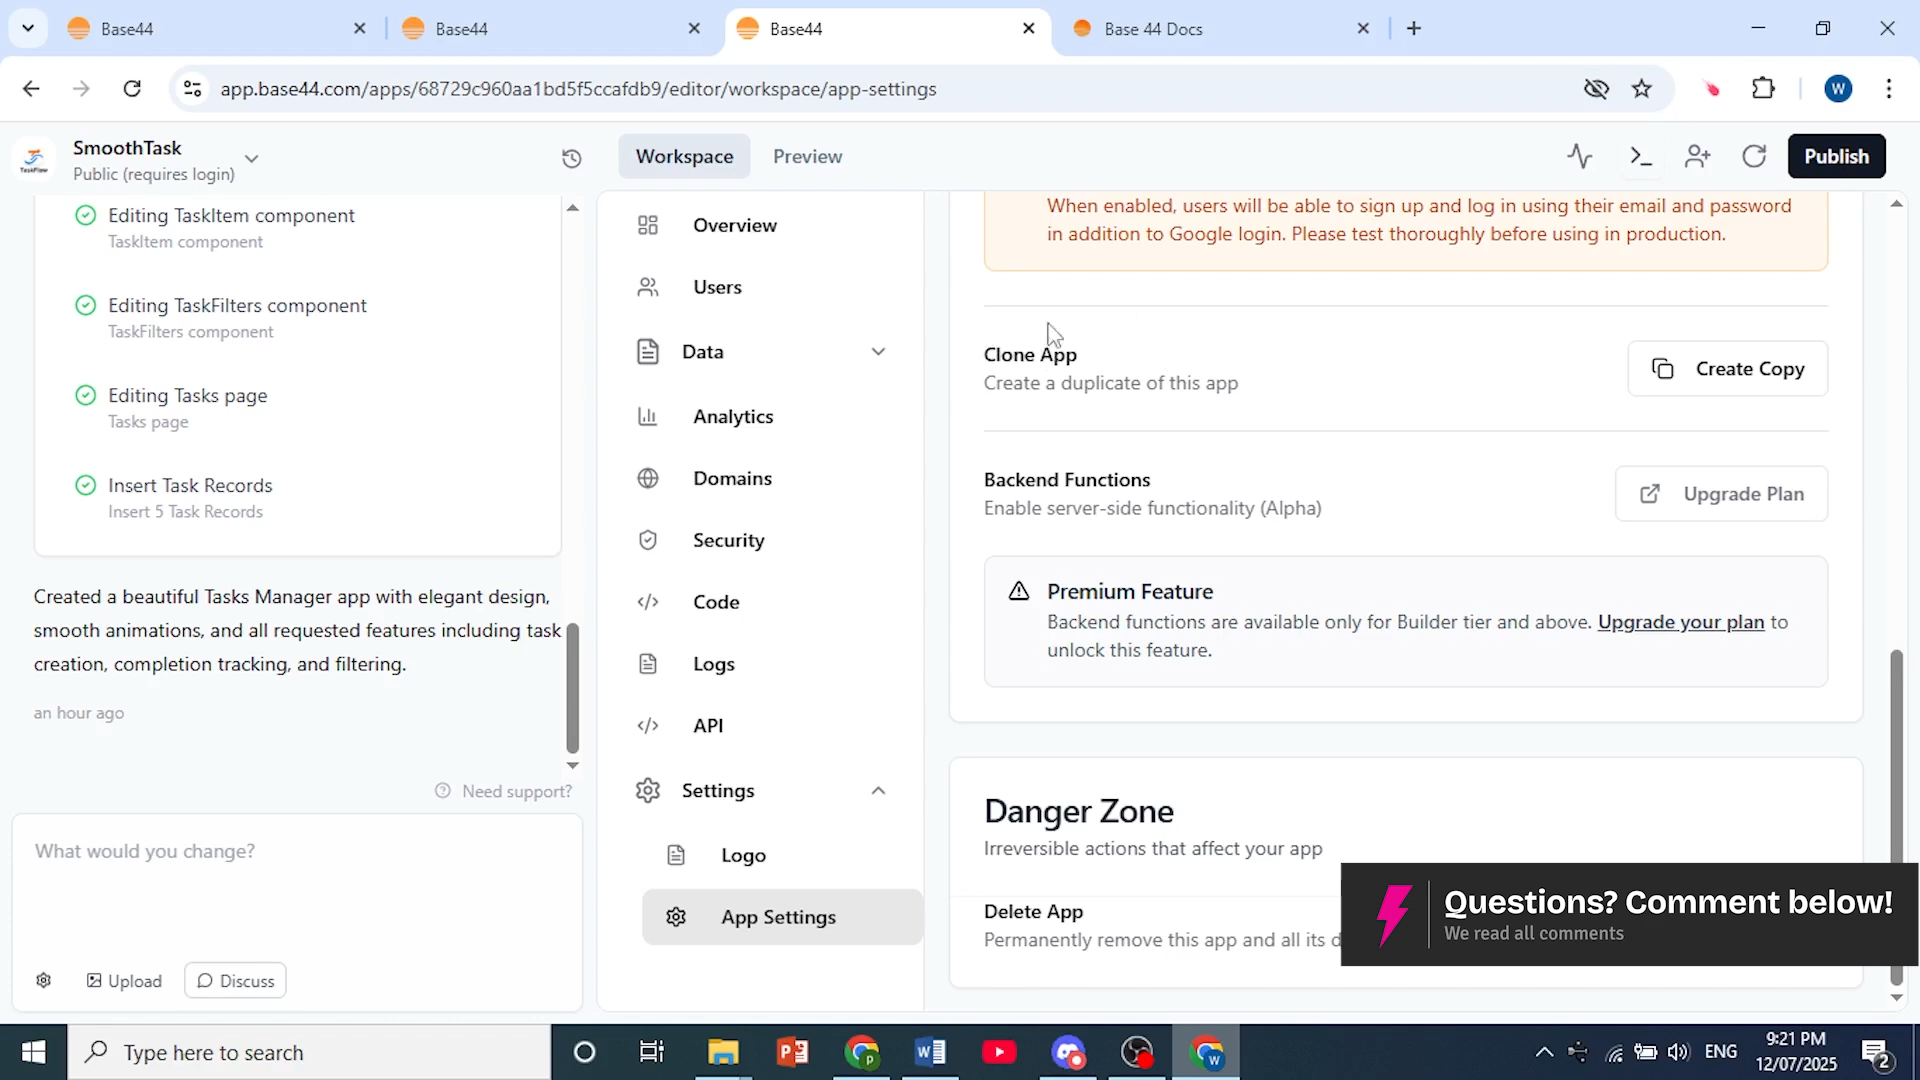 Base44
Base44
Base44
Base 44 Docs
app.base44.com/apps/68729c960aa1bd5f5ccafdb9/editor/workspace/app-settings
W
SmoothTask
Public (requires login)
TaskFlow
Workspace
Preview
Publish
Editing TaskItem component
TaskItem component
Editing TaskFilters component
TaskFilters component
Editing Tasks page
Tasks page
Insert Task Records
Insert 5 Task Records
Created a beautiful Tasks Manager app with elegant design,
smooth animations, and all requested features including task
creation, completion tracking, and filtering.
an hour ago
Need support?
What would you change?
Upload
Discuss
Overview
Users
Data
Analytics
Domains
Security
Code
Logs
API
Settings
Logo
App Settings
When enabled, users will be able to sign up and log in using their email and password
in addition to Google login. Please test thoroughly before using in production.
Clone App
Create a duplicate of this app
Create Copy
Backend Functions
Enable server-side functionality (Alpha)
Upgrade Plan
Premium Feature
Backend functions are available only for Builder tier and above. Upgrade your plan to
unlock this feature.
Danger Zone
Irreversible actions that affect your app
Delete App
Permanently remove this app and all its d
Questions? Comment below!
We read all comments
Type here to search
ENG
9:21 PM
12/07/2025
2